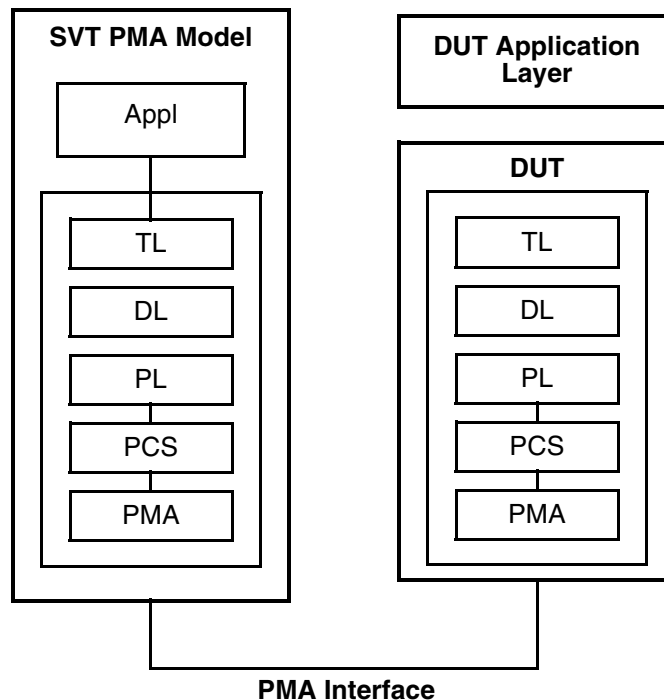 SVT PMA Model
Appl
TL
DL
PL
PCS
PMA
DUT Application
Layer
DUT
TL
DL
PL
PCS
PMA
PMA Interface